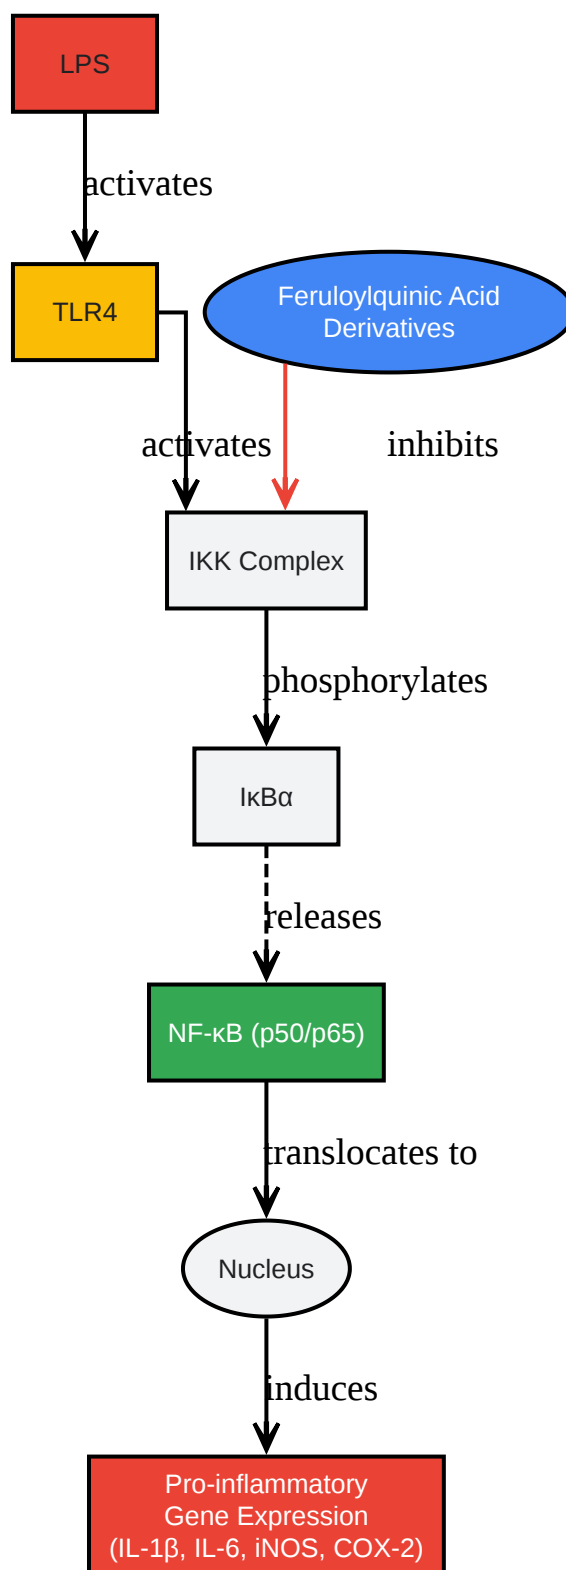 LPS
activates
TLR4
Feruloylquinic Acid
Derivatives
activates
inhibits
IKK Complex
phosphorylates
IκBα
releases
NF-κB (p50/p65)
translocates to
Nucleus
induces
Pro-inflammatory
Gene Expression
(IL-1β, IL-6, iNOS, COX-2)